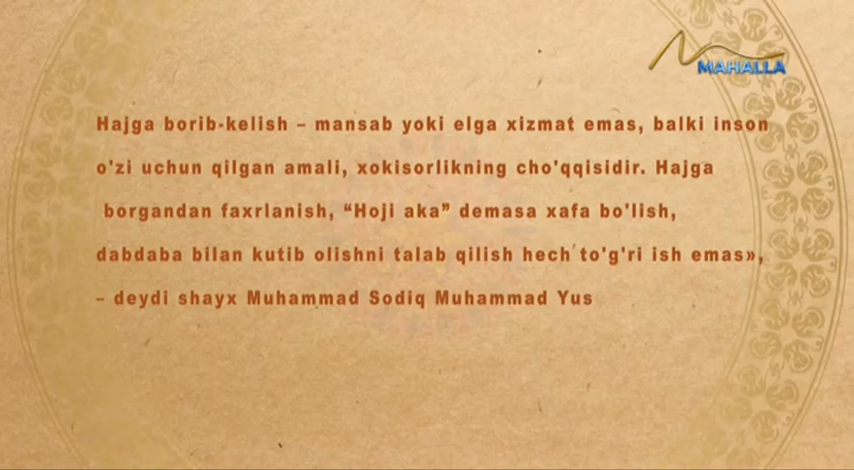 MAHALLA
Hajga borib-kelish – mansab yoki elga xizmat emas, balki inson
o'zi uchun qilgan amali, xokisorlikning cho'qqisidir. Hajga
borgandan faxrlanish, “Hoji aka” demasa xafa bo'lish,
dabdaba bilan kutib olishni talab qilish hech to'g'ri ish emas»,
– deydi shayx Muhammad Sodiq Muhammad Yus